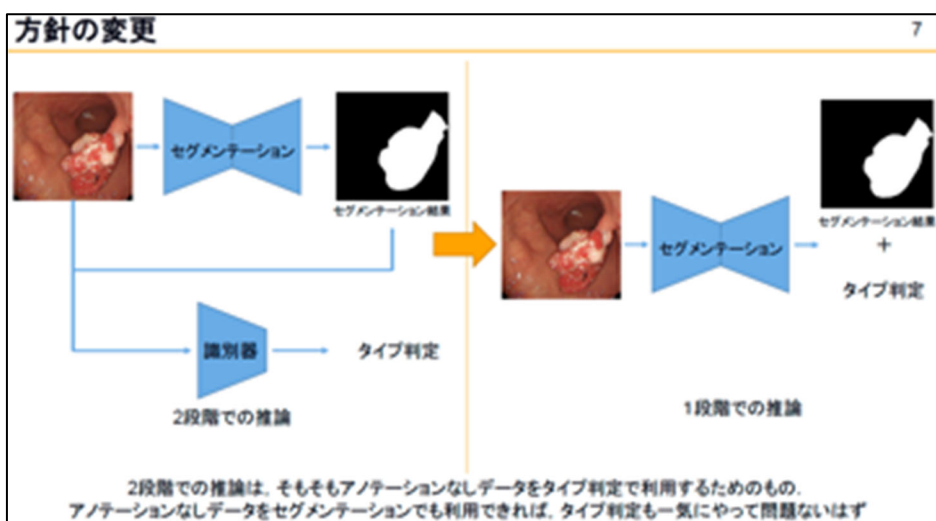 方針の変更
7
セグメンテーション
セグメンテーション結果
識別器
タイプ判定
2段階での推論
セグメンテーション
セグメンテーション結果
+
タイプ判定
1段階での推論
2段階での推論は，そもそもアノテーションなしデータをタイプ判定で利用するためのもの．
アノテーションなしデータをセグメンテーションでも利用できれば，タイプ判定も一気にやって問題ないはず